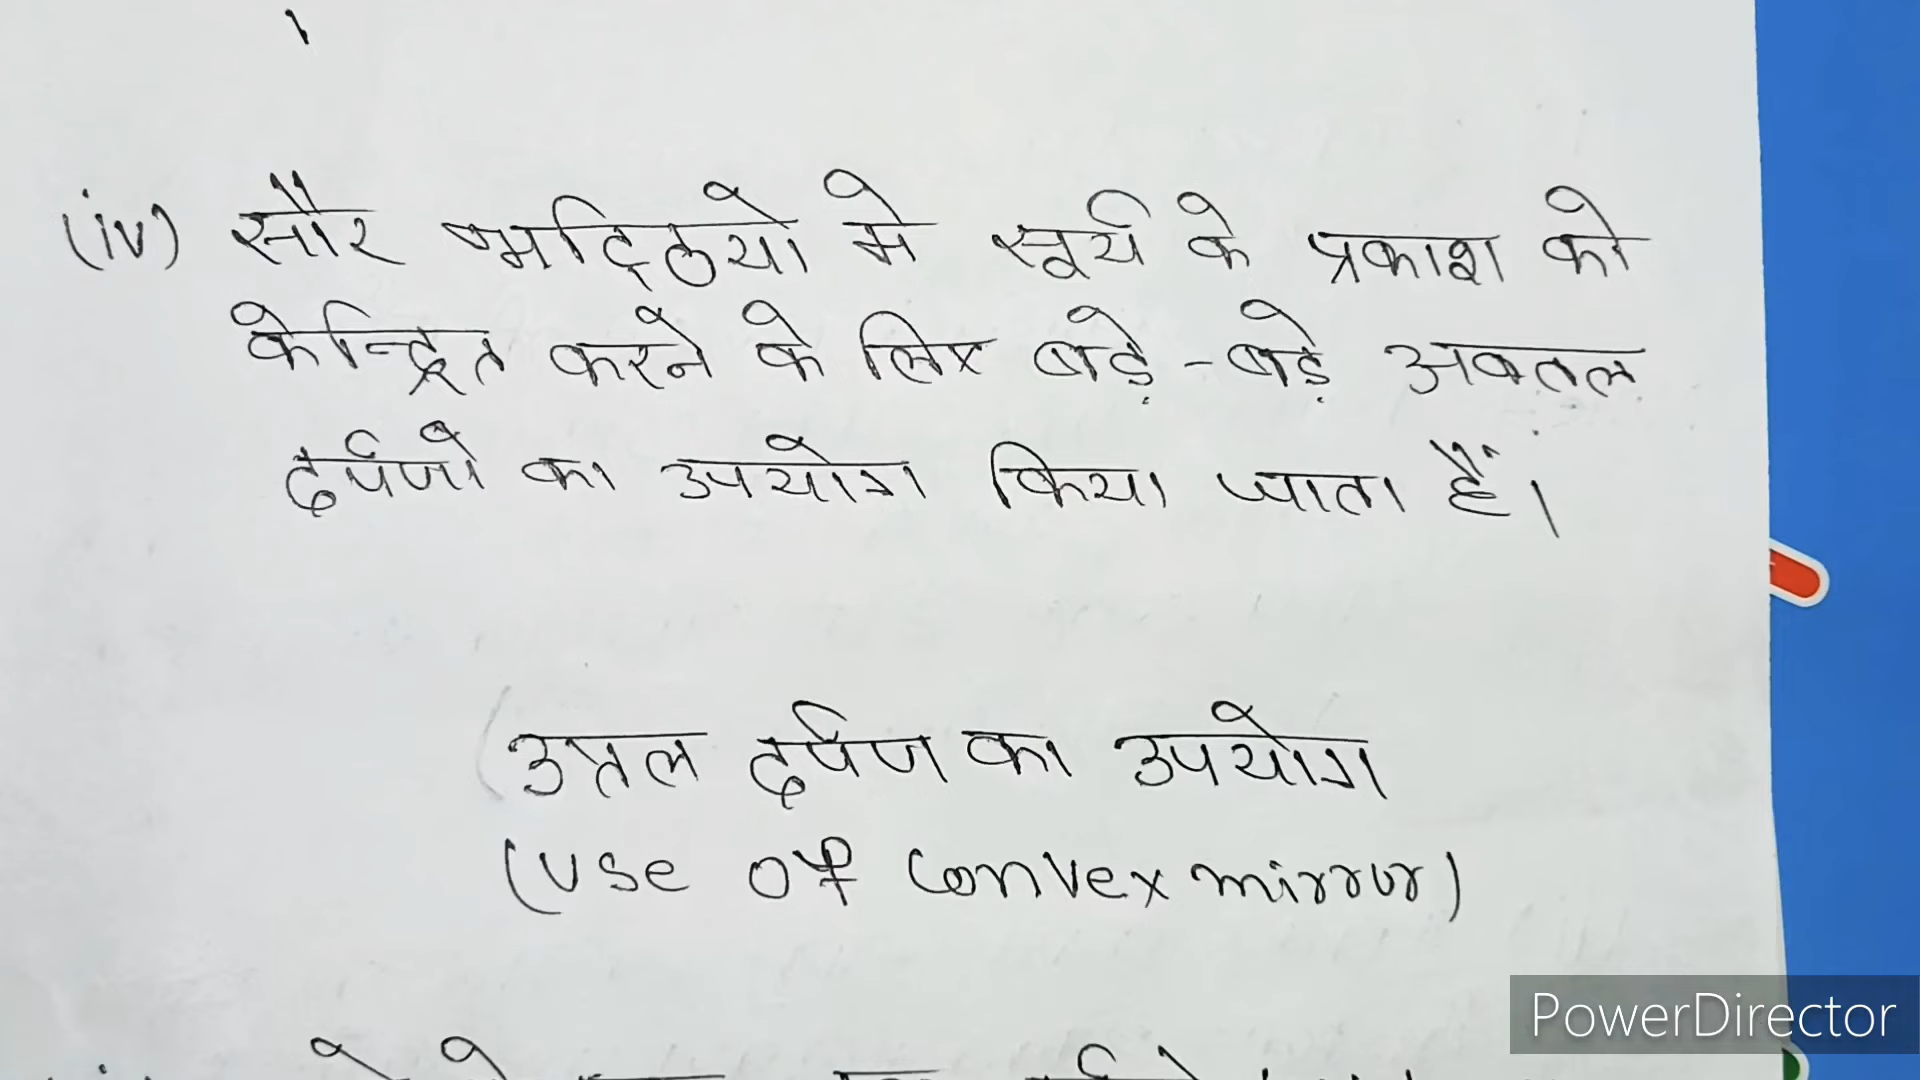 (iv) सौर भट्ठियो मे सूर्य के प्रकाश को
केन्द्रित करने के लिए बड़े-बड़े अवतल
दर्पणो का उपयोग किया जाता हैं।
उत्तल दर्पण का उपयोग
(Use of convex mirror)
PowerDirector